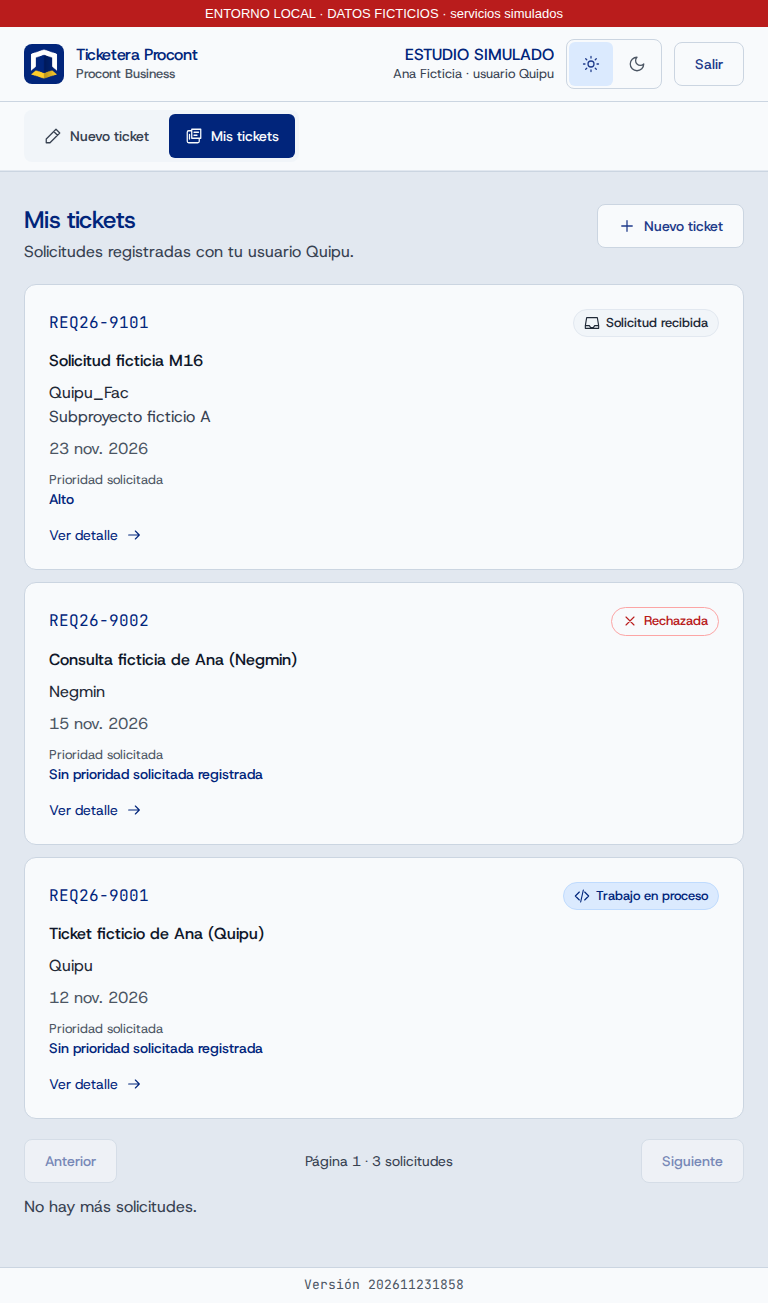 ENTORNO LOCAL · DATOS FICTICIOS · servicios simulados
Ticketera Procont
Procont Business
ESTUDIO SIMULADO
Ana Ficticia · usuario Quipu
Salir
Nuevo ticket
Mis tickets
Mis tickets
Solicitudes registradas con tu usuario Quipu.
Nuevo ticket
REQ26-9101
Solicitud recibida
Solicitud ficticia M16
Quipu_Fac
Subproyecto ficticio A
23 nov. 2026
Prioridad solicitada
Alto
Ver detalle
REQ26-9002
Rechazada
Consulta ficticia de Ana (Negmin)
Negmin
15 nov. 2026
Prioridad solicitada
Sin prioridad solicitada registrada
Ver detalle
REQ26-9001
Trabajo en proceso
Ticket ficticio de Ana (Quipu)
Quipu
12 nov. 2026
Prioridad solicitada
Sin prioridad solicitada registrada
Ver detalle
Anterior
Página 1 · 3 solicitudes
Siguiente
No hay más solicitudes.
Versión 202611231858